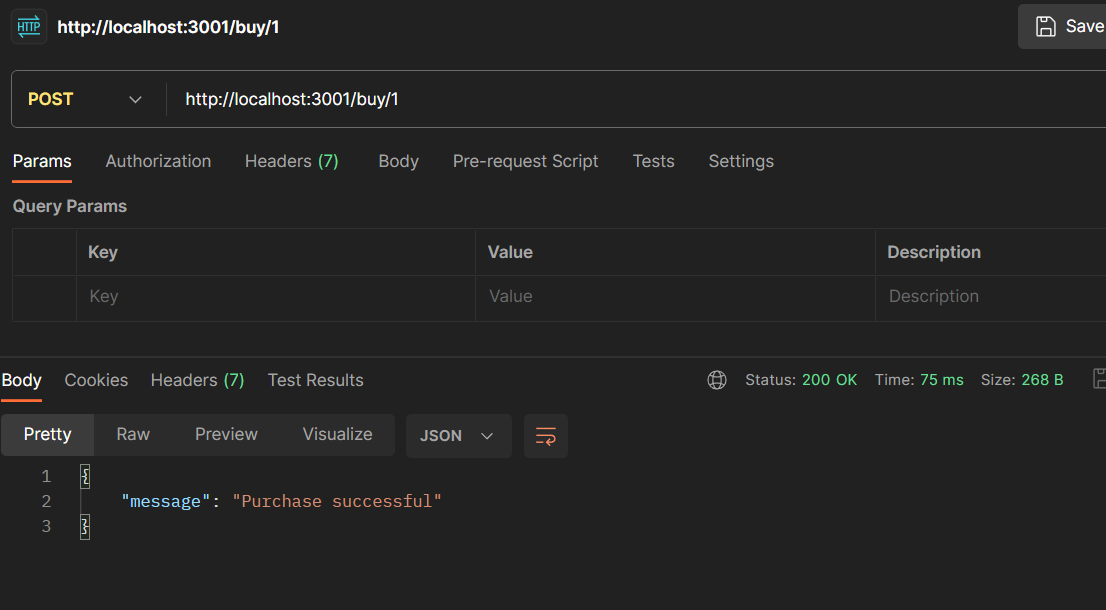 HTTP http://localhost:3001/buy/1 Save
POST http://localhost:3001/buy/1
Params Authorization Headers (7) Body Pre-request Script Tests Settings
Query Params
Key Value Description
Key Value Description
Body Cookies Headers (7) Test Results Status: 200 OK Time: 75 ms Size: 268 B
Pretty Raw Preview Visualize JSON
1 {
2 "message": "Purchase successful"
3 }